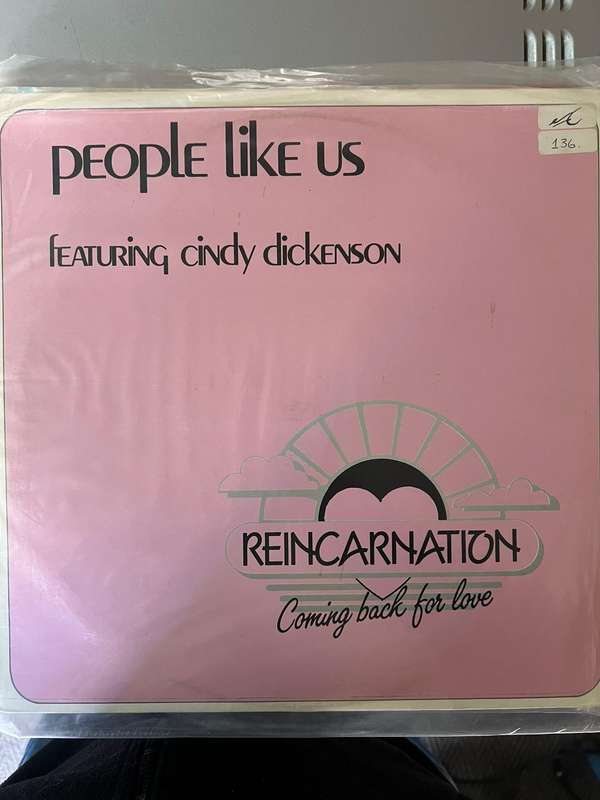 people like us
136.
featuring cindy dickenson
REINCARNATION
Coming back for love